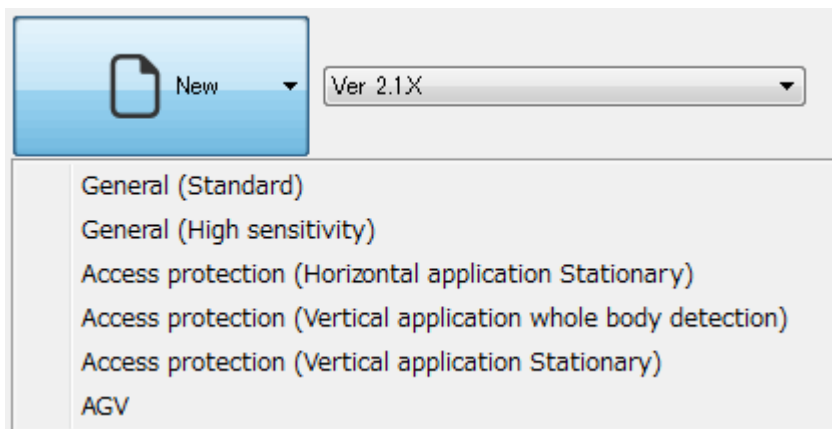 New
Ver 2.1X
General (Standard)
General (High sensitivity)
Access protection (Horizontal application Stationary)
Access protection (Vertical application whole body detection)
Access protection (Vertical application Stationary)
AGV